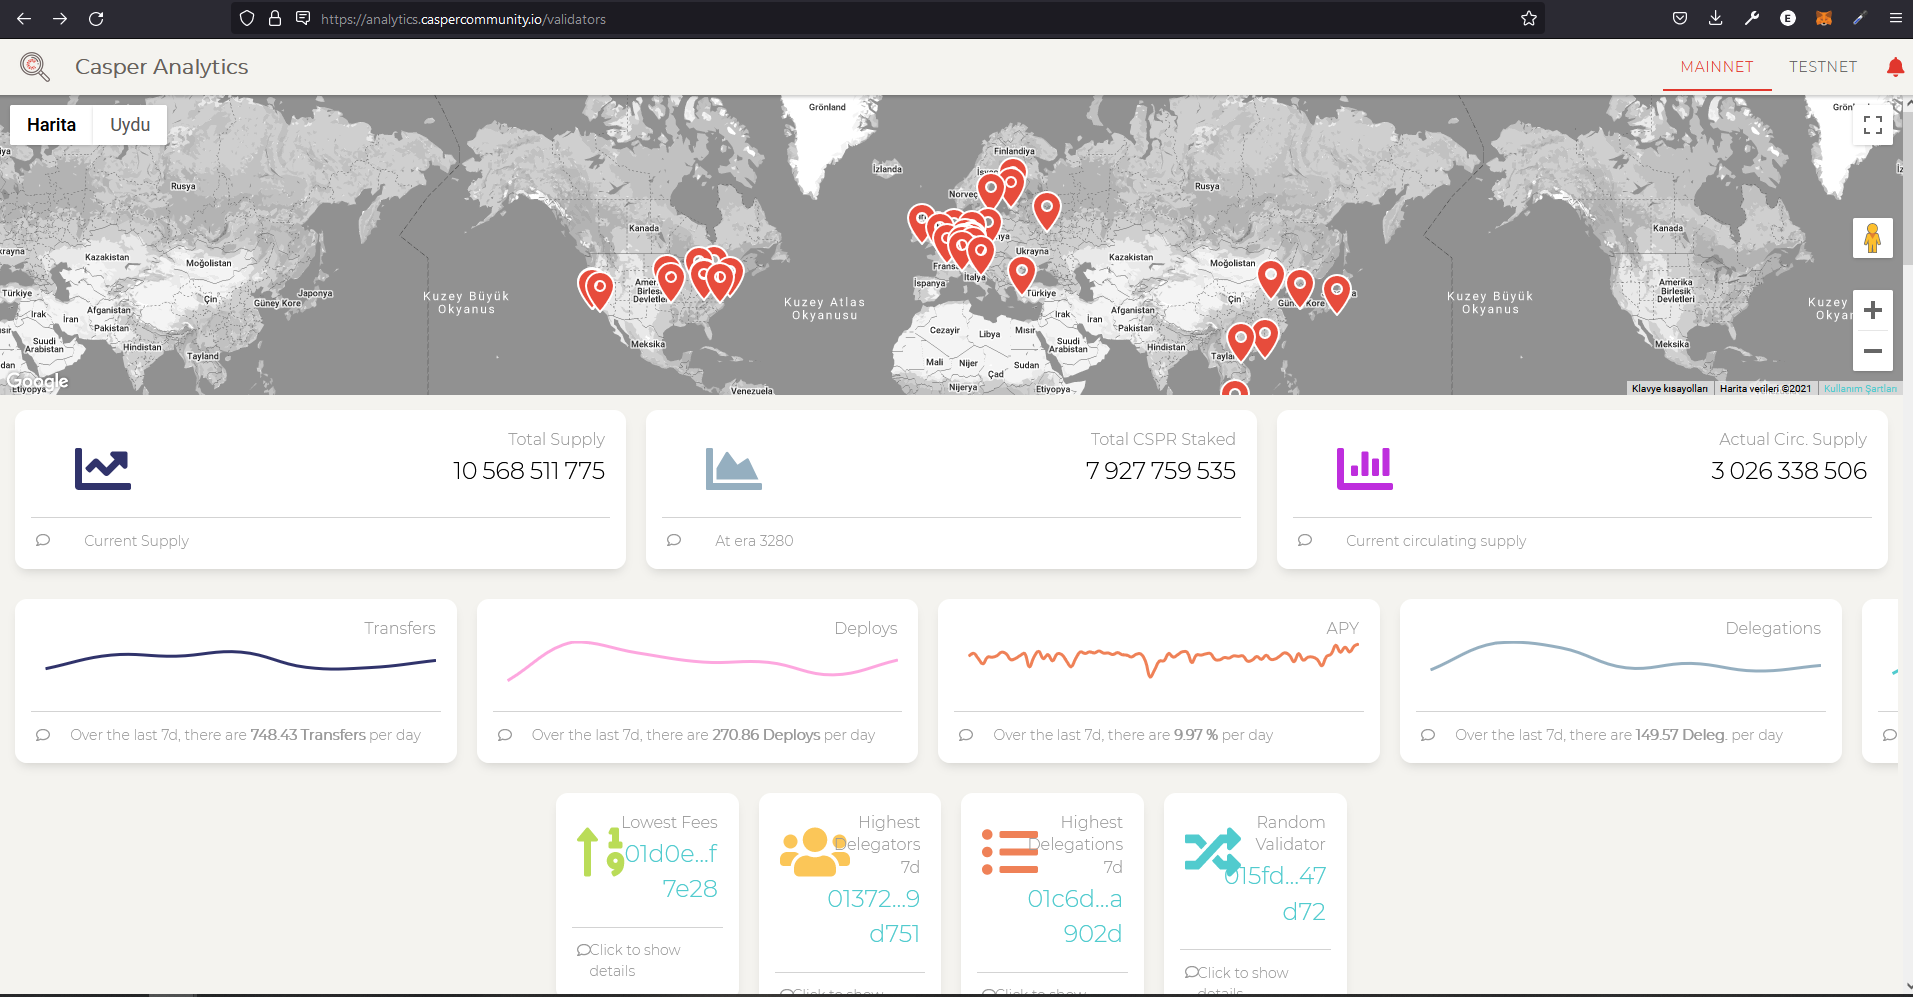 https://analytics.caspercommunity.io/validators
E
Casper Analytics
MAINNET
TESTNET
Harita
Uydu
Grönland
İzlanda
Finlandiya
Norveç
Rusya
Rusya
Kanada
Kanada
Ukrayna
Kazakistan
Kazakistan
Moğolistan
Moğolistan
Türkiye
Türkiye
Çin
Çin
Japonya
Güney Kore
Irak
İran
Afganistan
Pakistan
Suudi
Arabistan
Hindistan
Tayland
Kuzey Büyük
Okyanus
Meksika
Kuzey Atlas
Okyanusu
Venezuela
İspanya
İtalya
Cezayir
Libya
Mısır
Mali
Nijer
Çad
Sudan
Nijerya
Etiyopya
Irak
İran
Afganistan
Pakistan
Suudi
Arabistan
Hindistan
Kuzey Büyük
Okyanus
Amerika
Birleşik
Devletleri
Meksika
Kuzey
Google
Etiyopya
Klavye kısayolları
Harita verileri ©2021
Kullanım Şartları
Total Supply
10 568 511 775
Current Supply
Total CSPR Staked
7 927 759 535
At era 3280
Actual Circ. Supply
3 026 338 506
Current circulating supply
Transfers
Over the last 7d, there are 748.43 Transfers per day
Deploys
Over the last 7d, there are 270.86 Deploys per day
APY
Over the last 7d, there are 9.97 % per day
Delegations
Over the last 7d, there are 149.57 Deleg. per day
Lowest Fees
01d0e...f
7e28
Click to show
details
Highest
Delegators
7d
01372...9
d751
Click to show
Highest
Delegations
7d
01c6d...a
902d
Click to show
Random
Validator
015fd...47
d72
Click to show
details